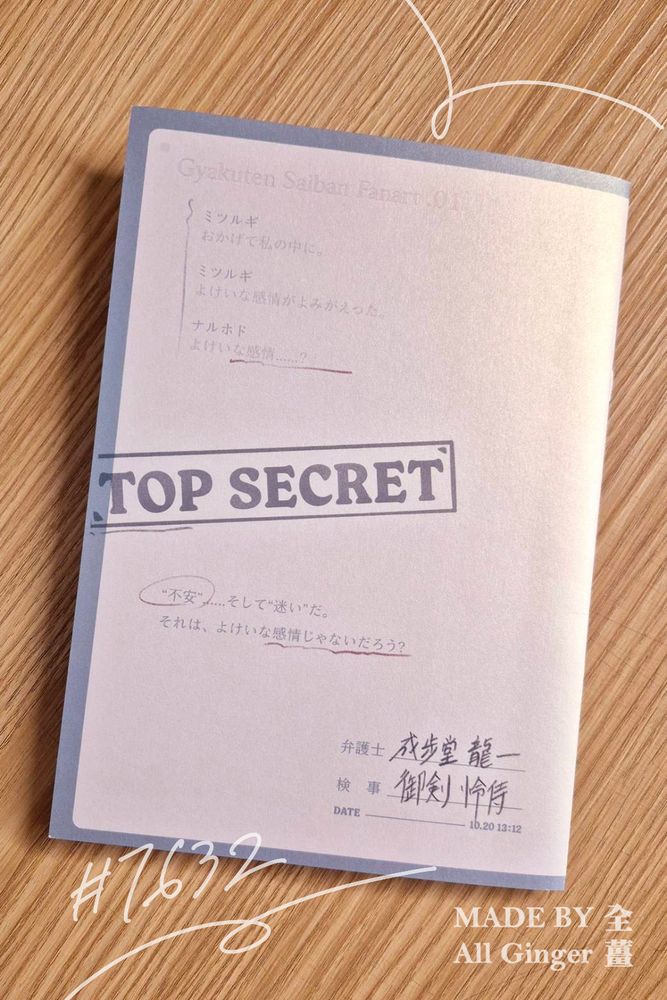 Gyakuten Saiban Fanart .01
ミツルギ
おかげで私の中に。
ミツルギ
よけいな感情がよみがえった。
ナルホド
よけいな感情……?
TOP SECRET
“不安”……そして“迷い”だ。
それは、よけいな感情じゃないだろう?
弁護士 成步堂 龍一
検 事 御剣 怜侍
DATE 10.20 13:12
#7632
MADE BY 全
All Ginger 薑